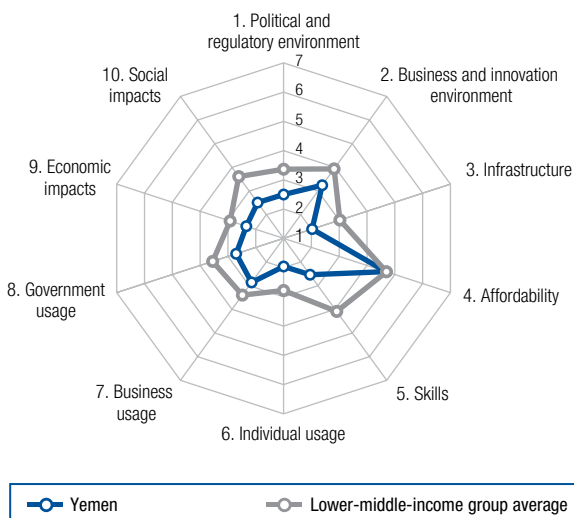 1. Political and
regulatory environment
2. Business and innovation
environment
3. Infrastructure
4. Affordability
5. Skills
6. Individual usage
7. Business
usage
8. Government
usage
9. Economic
impacts
10. Social
impacts
7
6
5
4
3
2
1
Yemen
Lower-middle-income group average